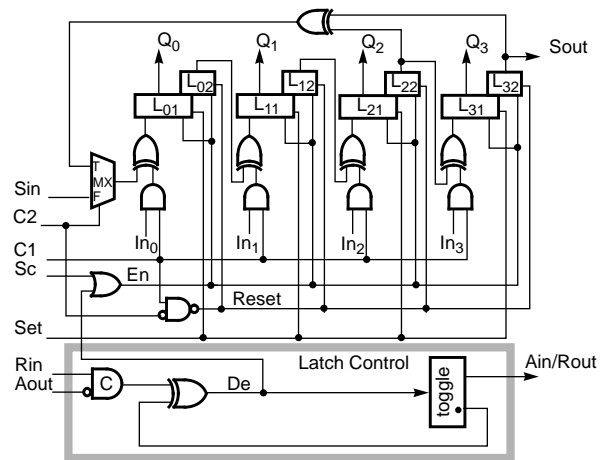 Q0 Q1 Q2 Q3 Sout
L02 L12 L22 L32
L01 L11 L21 L31
T
MX
F
Sin
C2
In0 In1 In2 In3
C1
Sc
En
Reset
Set
Latch Control
Rin
Aout
C
De
toggle
Ain/Rout